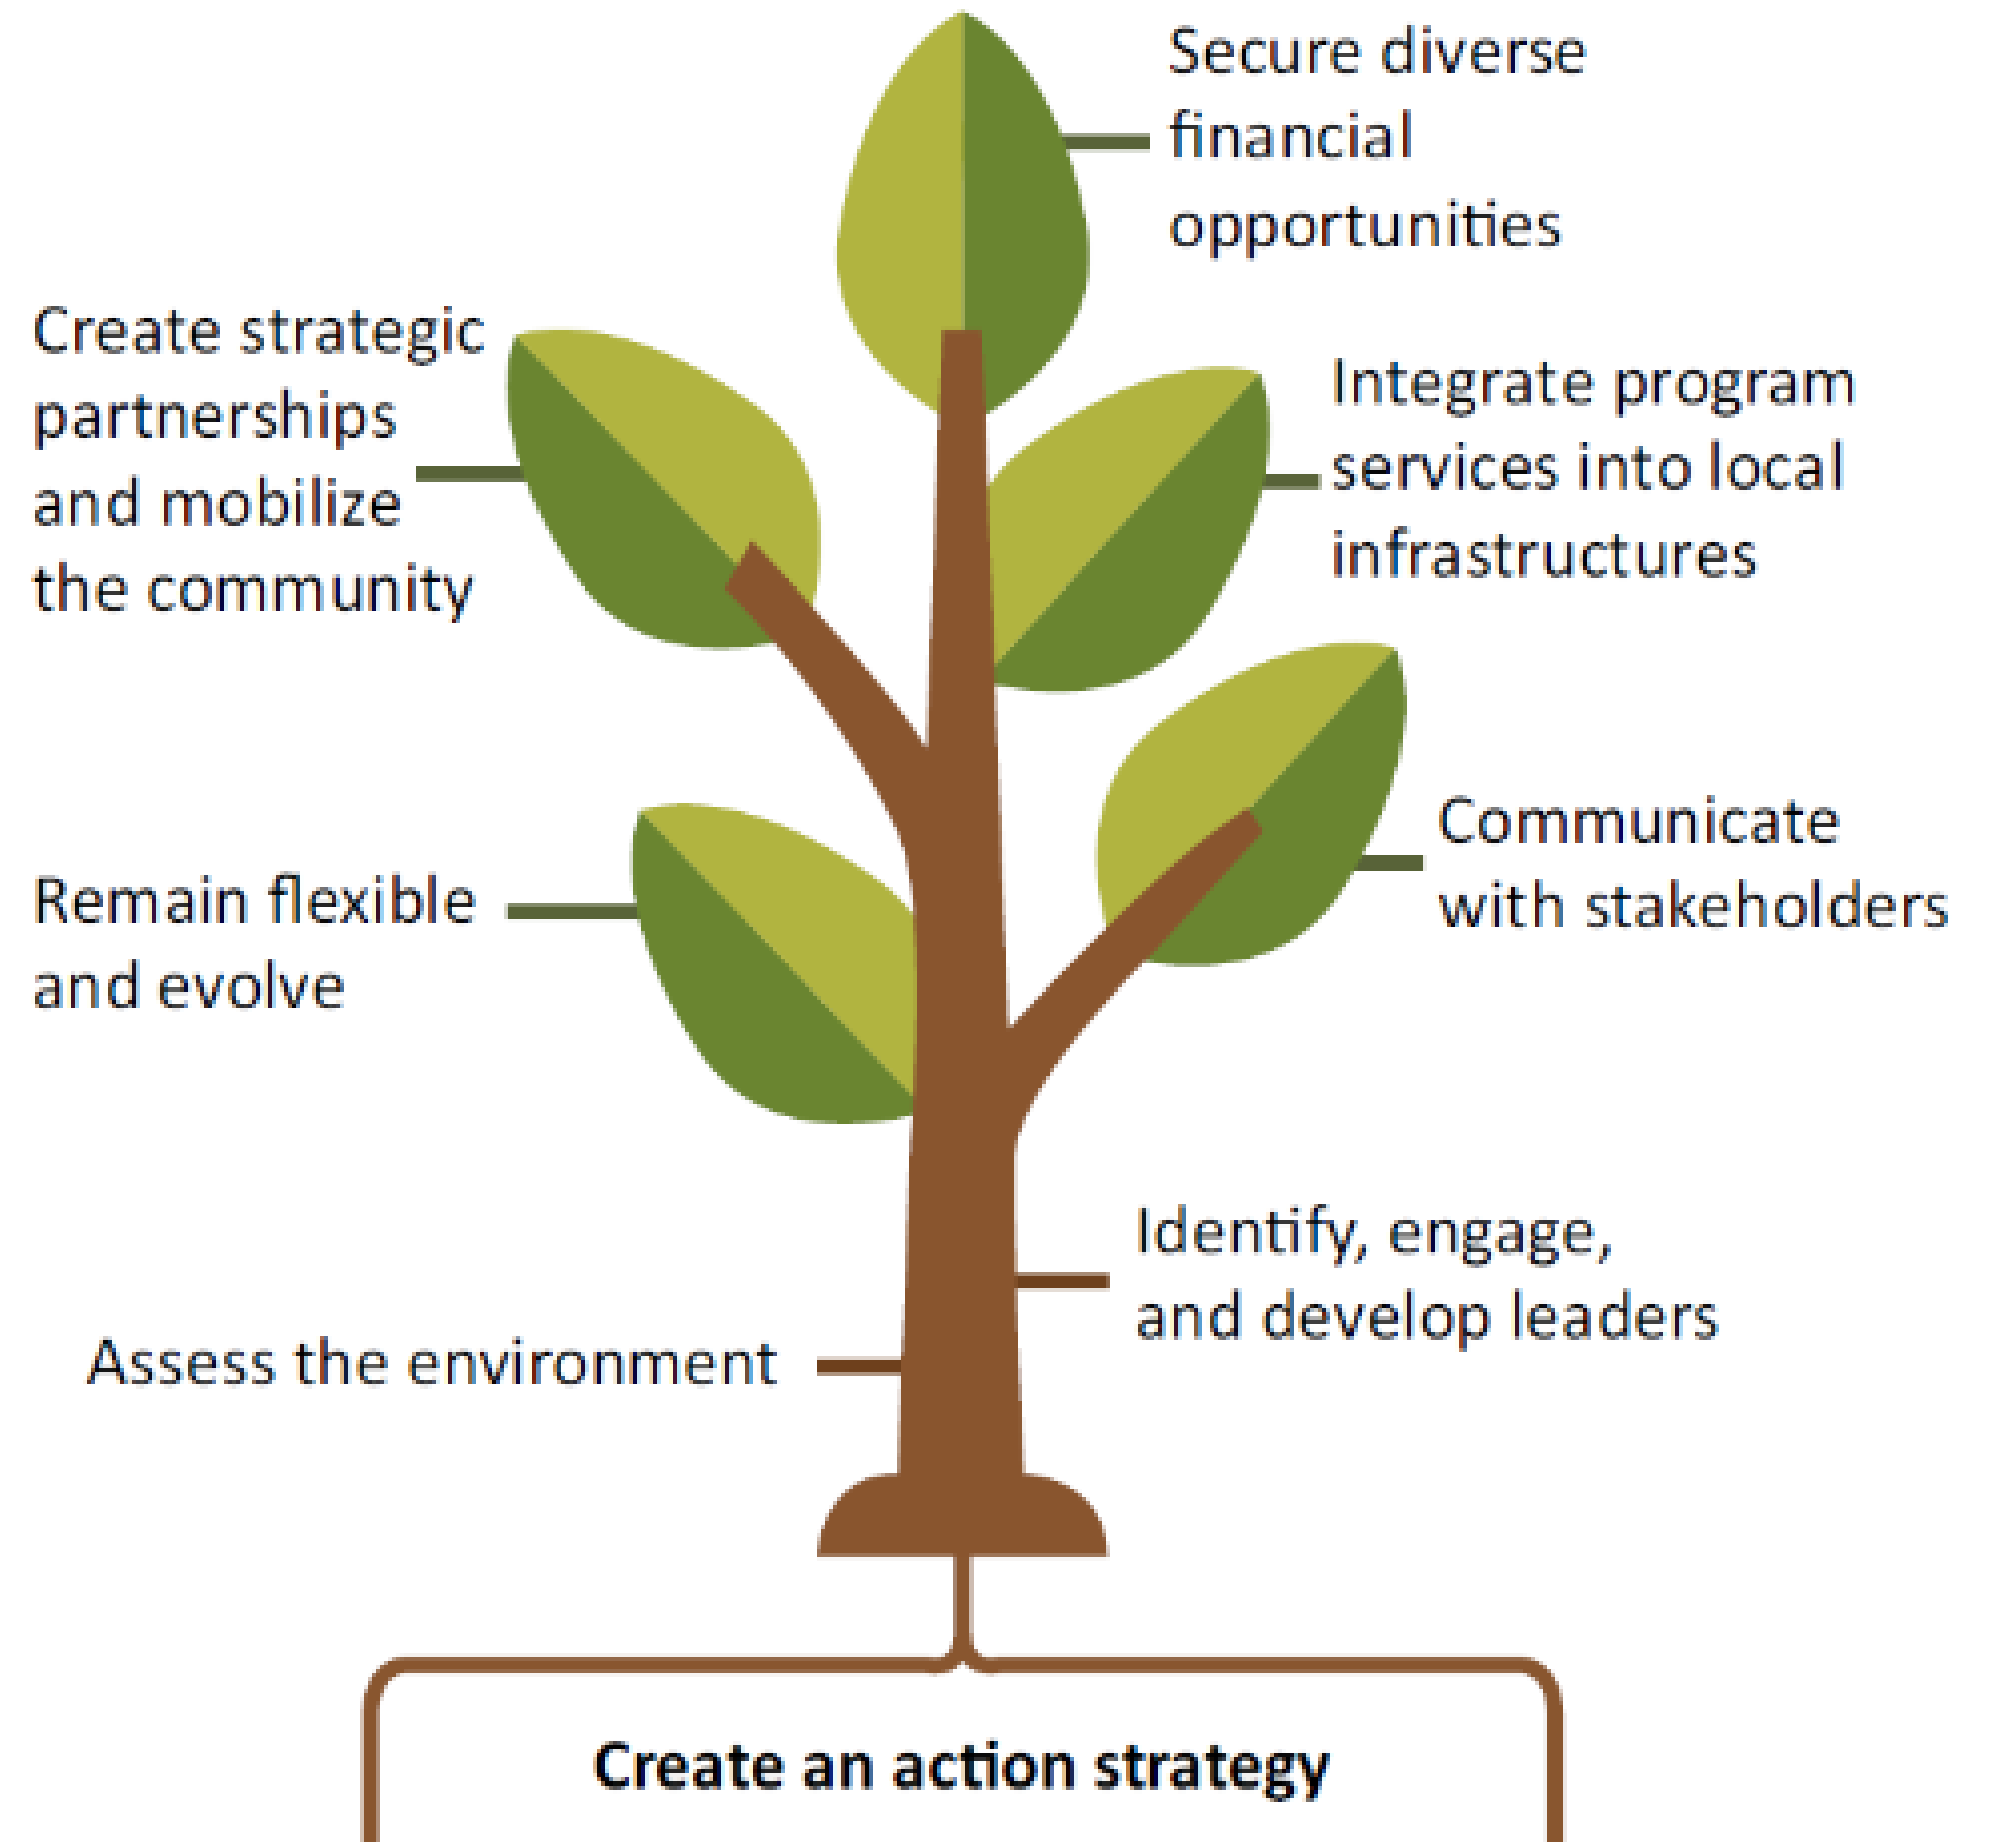 Secure diverse
financial
opportunities
Create strategic
partnerships
and mobilize
the community
Integrate program
services into local
infrastructures
Communicate
with stakeholders
Remain flexible
and evolve
Identify, engage,
and develop leaders
Assess the environment
Create an action strategy